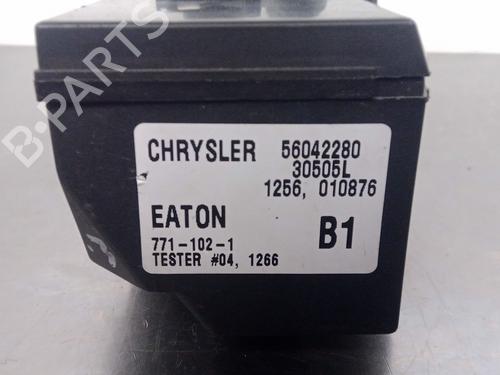 B-PARTS
CHRYSLER 56042280
30505L
1256, 010876
EATON B1
771-102-1
TESTER #04, 1266